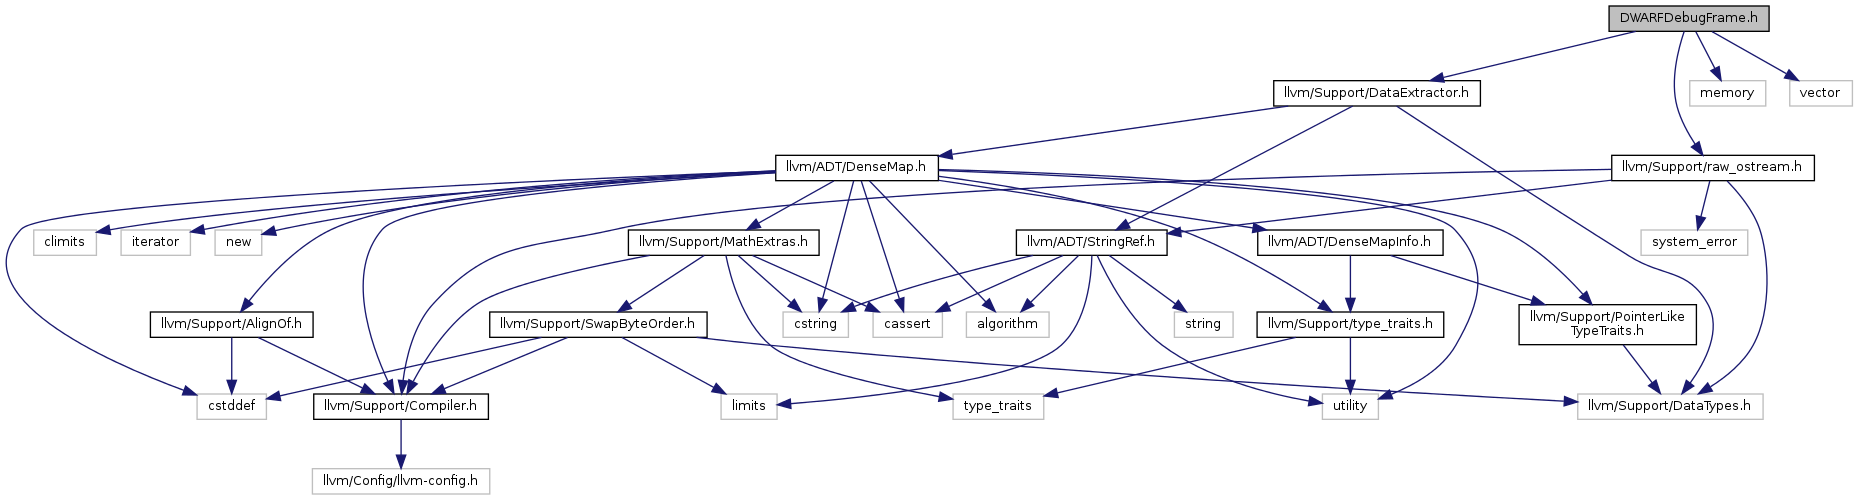 DWARFDebugFrame.h
llvm/Support/DataExtractor.h
memory
vector
llvm/ADT/DenseMap.h
llvm/Support/raw_ostream.h
climits
iterator
new
llvm/Support/MathExtras.h
llvm/ADT/StringRef.h
llvm/ADT/DenseMapInfo.h
system_error
llvm/Support/AlignOf.h
llvm/Support/SwapByteOrder.h
cstring
cassert
algorithm
string
llvm/Support/type_traits.h
llvm/Support/PointerLike
TypeTraits.h
cstddef
llvm/Support/Compiler.h
limits
type_traits
utility
llvm/Support/DataTypes.h
llvm/Config/llvm-config.h